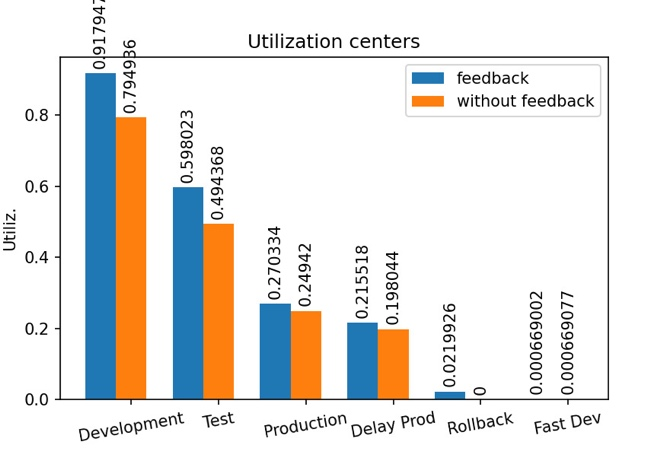 Utilization centers
feedback
without feedback
Utiliz.
0.8
0.6
0.4
0.2
0.0
0.917947
0.794936
0.598023
0.494368
0.270334
0.24942
0.215518
0.198044
0.0219926
0
0.000669002
0.000669077
Development
Test
Production
Delay Prod
Rollback
Fast Dev